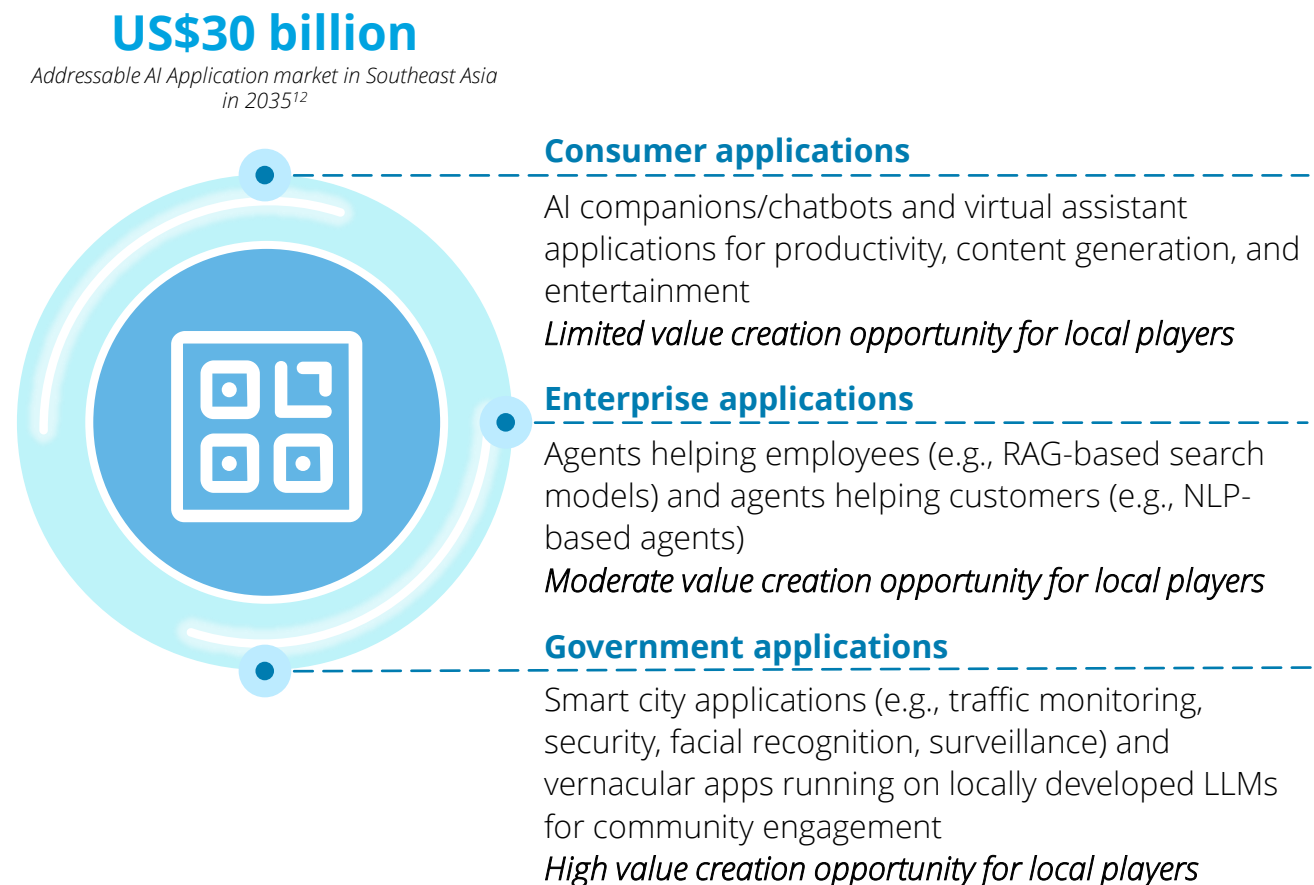 US$30 billion
Addressable AI Application market in Southeast Asia
in 2035¹²
Consumer applications
AI companions/chatbots and virtual assistant
applications for productivity, content generation, and
entertainment
Limited value creation opportunity for local players
Enterprise applications
Agents helping employees (e.g., RAG-based search
models) and agents helping customers (e.g., NLP-
based agents)
Moderate value creation opportunity for local players
Government applications
Smart city applications (e.g., traffic monitoring,
security, facial recognition, surveillance) and
vernacular apps running on locally developed LLMs
for community engagement
High value creation opportunity for local players